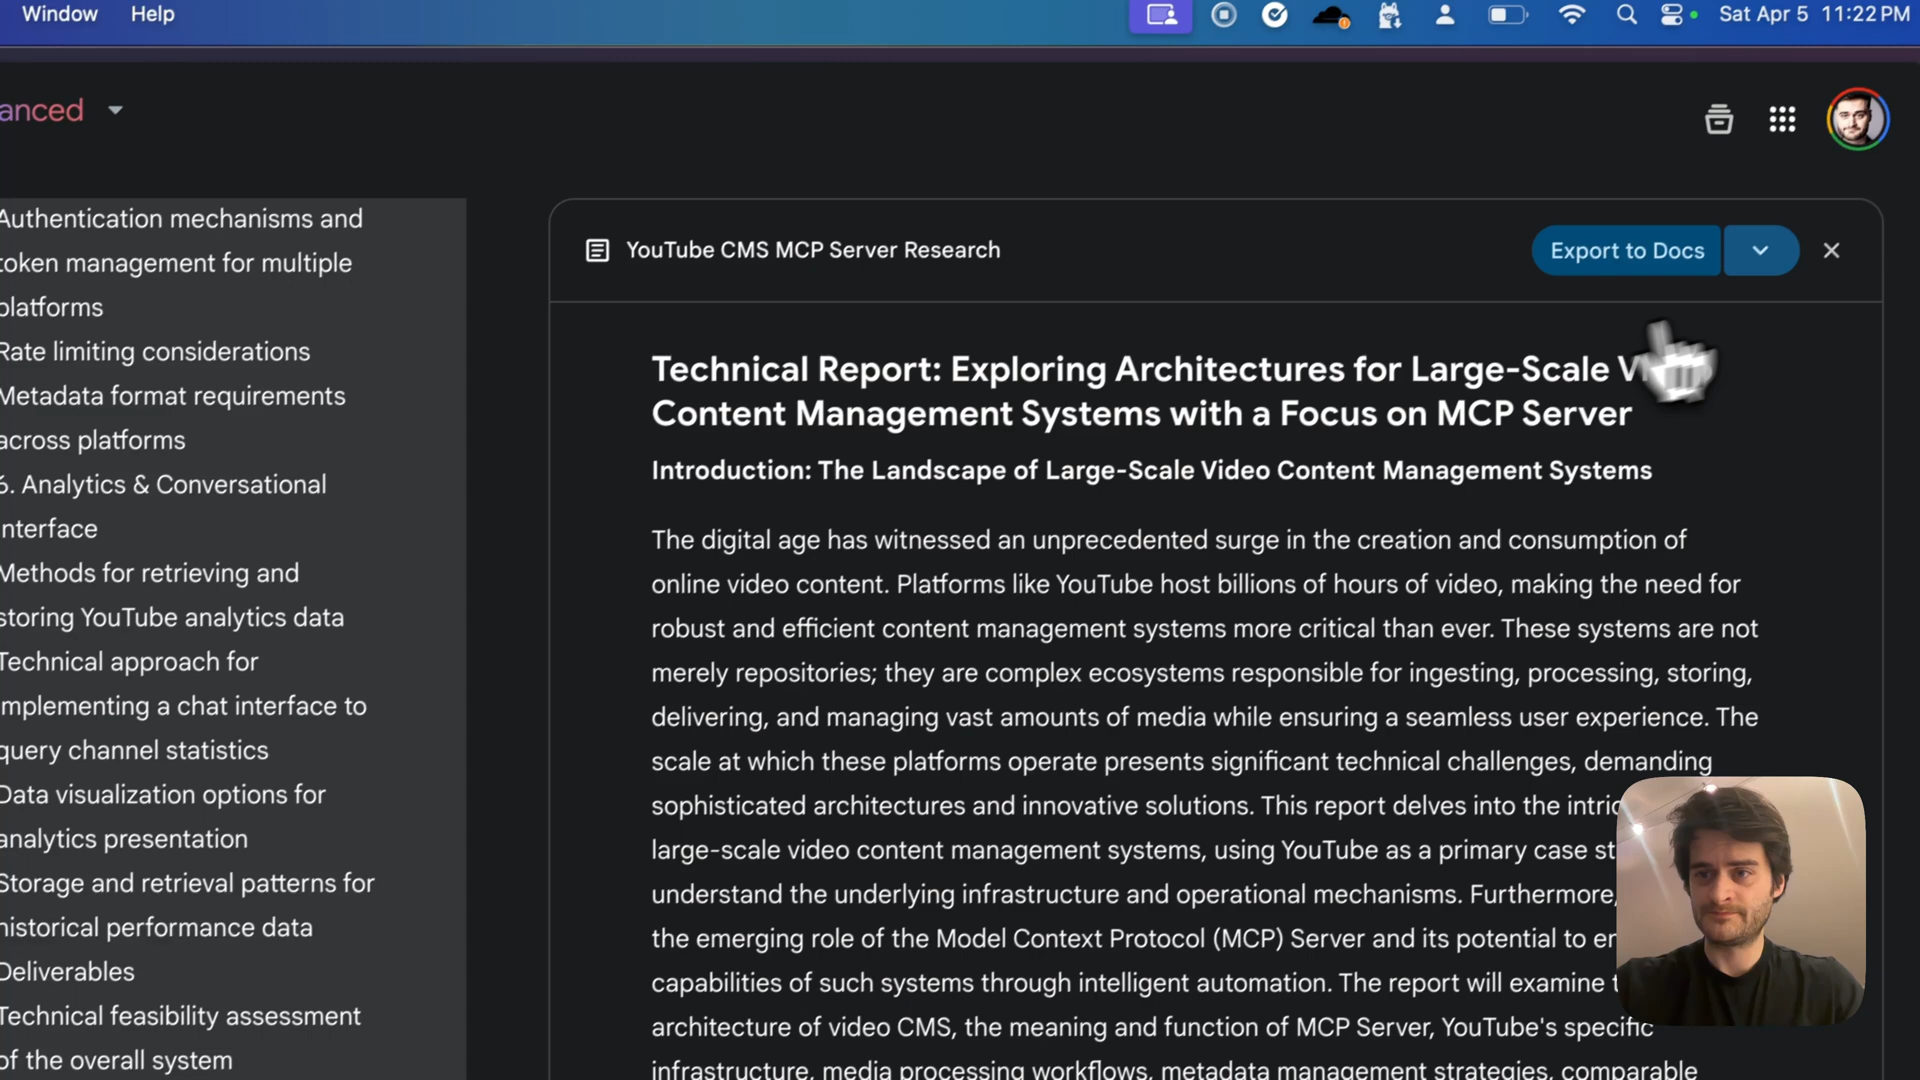 Window Help
Sat Apr 5 11:22 PM
anced
Authentication mechanisms and
token management for multiple
platforms
Rate limiting considerations
Metadata format requirements
across platforms
6. Analytics & Conversational
Interface
Methods for retrieving and
storing YouTube analytics data
Technical approach for
implementing a chat interface to
query channel statistics
Data visualization options for
analytics presentation
Storage and retrieval patterns for
historical performance data
Deliverables
Technical feasibility assessment
of the overall system
YouTube CMS MCP Server Research
Export to Docs
Technical Report: Exploring Architectures for Large-Scale
Content Management Systems with a Focus on MCP Server
Introduction: The Landscape of Large-Scale Video Content Management Systems
The digital age has witnessed an unprecedented surge in the creation and consumption of
online video content. Platforms like YouTube host billions of hours of video, making the need for
robust and efficient content management systems more critical than ever. These systems are not
merely repositories; they are complex ecosystems responsible for ingesting, processing, storing,
delivering, and managing vast amounts of media while ensuring a seamless user experience. The
scale at which these platforms operate presents significant technical challenges, demanding
sophisticated architectures and innovative solutions. This report delves into the
large-scale video content management systems, using YouTube as a primary case
understand the underlying infrastructure and operational mechanisms. Furthermore,
the emerging role of the Model Context Protocol (MCP) Server and its potential to
capabilities of such systems through intelligent automation. The report will examine
architecture of video CMS, the meaning and function of MCP Server, YouTube's specific
infrastructure, media processing workflows, metadata management strategies, comparable